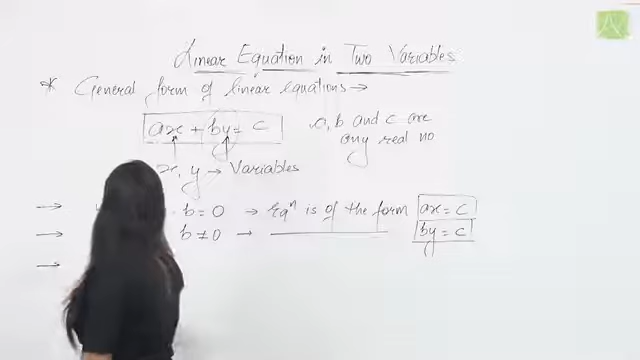 Linear Equation in Two Variables
* General form of linear equations →
ax + by = c a, b and c are
any real no
x, y → Variables
→ b = 0 → Eqⁿ is of the form ax = c
→ b ≠ 0 → ________ by = c
→